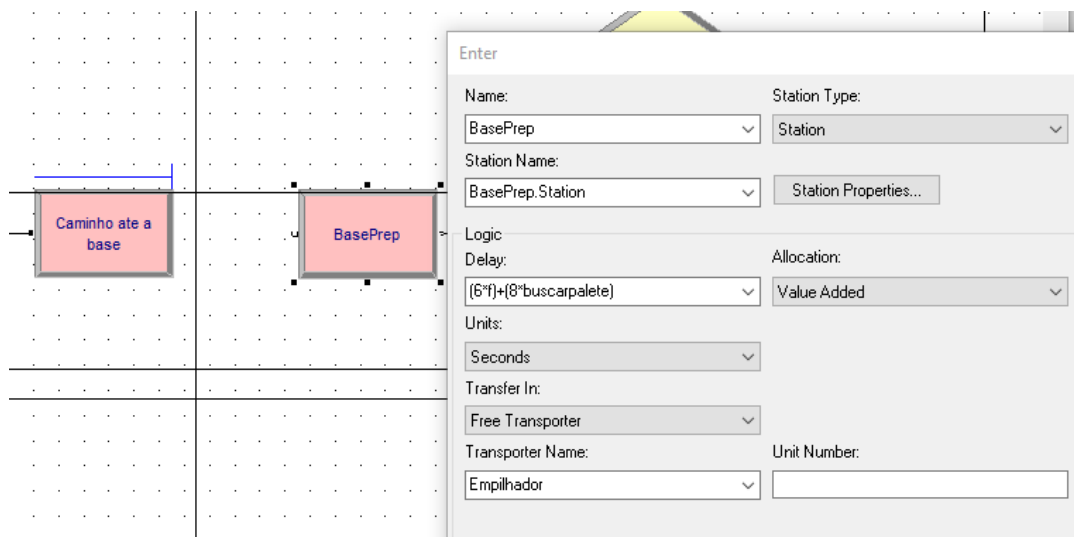 Enter
Name:
Station Type:
BasePrep
Station
Station Name:
BasePrep.Station
Station Properties...
Caminho ate a
base
BasePrep
Logic
Delay:
Allocation:
(6*f)+(8*buscarpalete)
Value Added
Units:
Seconds
Transfer In:
Free Transporter
Transporter Name:
Unit Number:
Empilhador